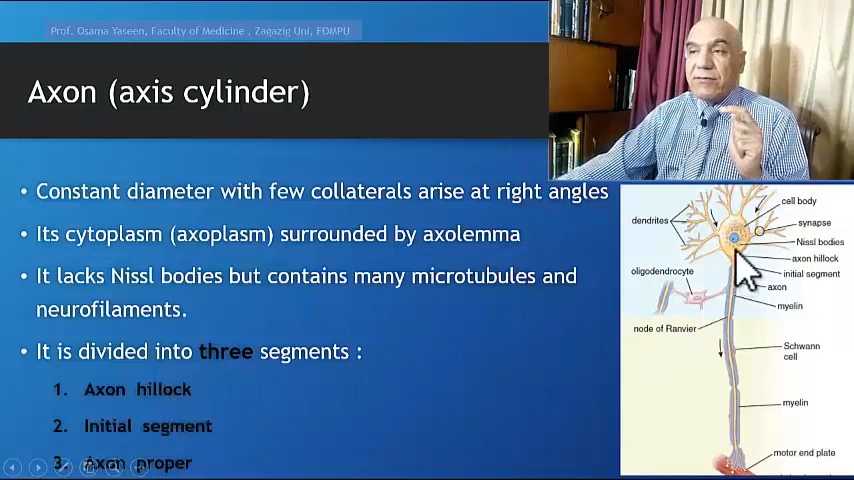 Prof. Osama Yaseen, Faculty of Medicine , Zagazig Uni, FOMPU
Axon (axis cylinder)
• Constant diameter with few collaterals arise at right angles
• Its cytoplasm (axoplasm) surrounded by axolemma
• It lacks Nissl bodies but contains many microtubules and
neurofilaments.
• It is divided into three segments :
1. Axon hillock
2. Initial segment
3. Axon proper
cell body
dendrites
synapse
Nissl bodies
axon hillock
oligodendrocyte
initial segment
axon
myelin
node of Ranvier
Schwann
cell
myelin
motor end plate